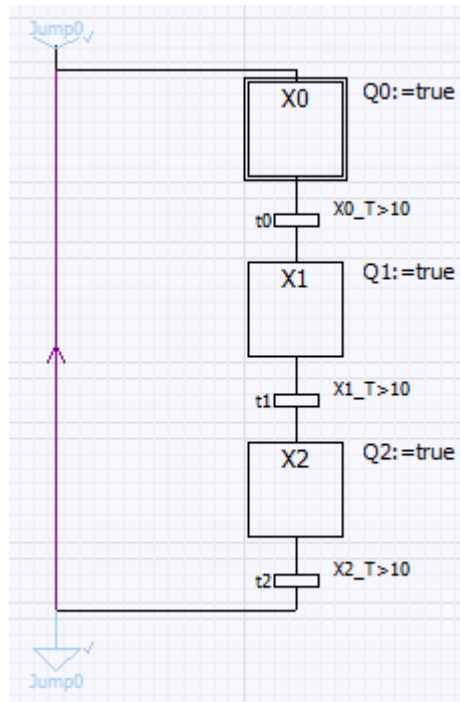 Jump0
X0
Q0:=true
t0
X0_T>10
X1
Q1:=true
t1
X1_T>10
X2
Q2:=true
t2
X2_T>10
Jump0